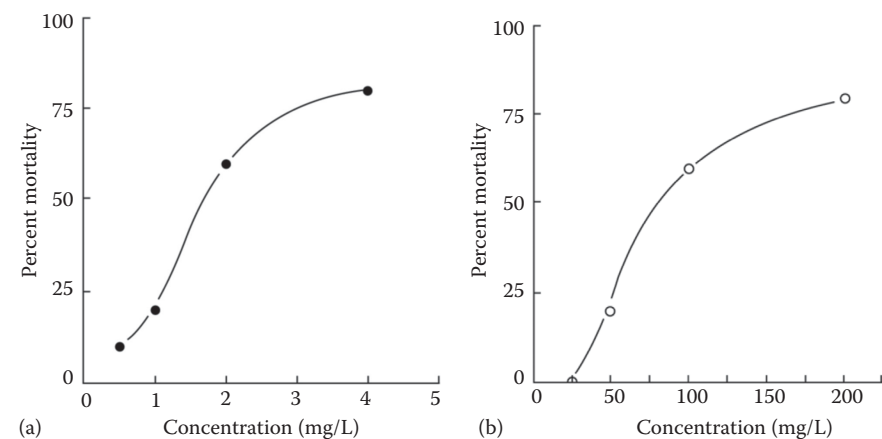 100
75
50
25
0
Percent mortality
0 1 2 3 4 5
(a) Concentration (mg/L)
100
75
50
25
0
Percent mortality
0 50 100 150 200
(b) Concentration (mg/L)